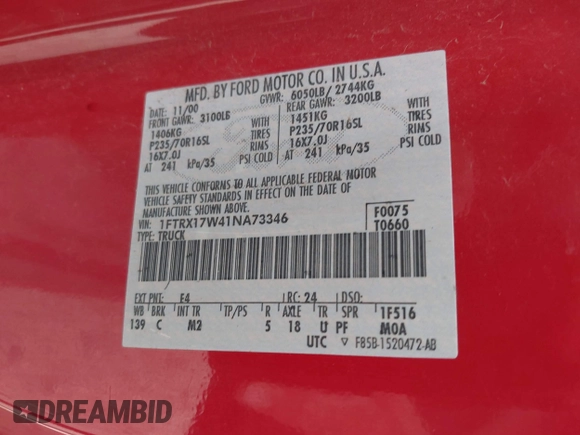 MFD. BY FORD MOTOR CO. IN U.S.A.
DATE: 11/00 GVWR: 6050LB/ 2744KG
FRONT GAWR: 3100LB REAR GAWR: 3200LB
1406KG WITH 1451KG WITH
P235/70R16SL TIRES P235/70R16SL TIRES
16X7.0J RIMS 16X7.0J RIMS
AT 241 kPa/35 PSI COLD AT 241 kPa/35 PSI COLD
THIS VEHICLE CONFORMS TO ALL APPLICABLE FEDERAL MOTOR
VEHICLE SAFETY STANDARDS IN EFFECT ON THE DATE OF
MANUFACTURE SHOWN ABOVE.
VIN: 1FTRX17W41NA73346 F0075
TYPE: TRUCK T0660
EXT PNT: E4 RC: 24 DSO:
WB BRK INT TR TP/PS R AXLE TR SPR 1F516
139 C M2 5 18 U PF M0A
UTC ▽ F85B-1520472-AB
DREAMBID